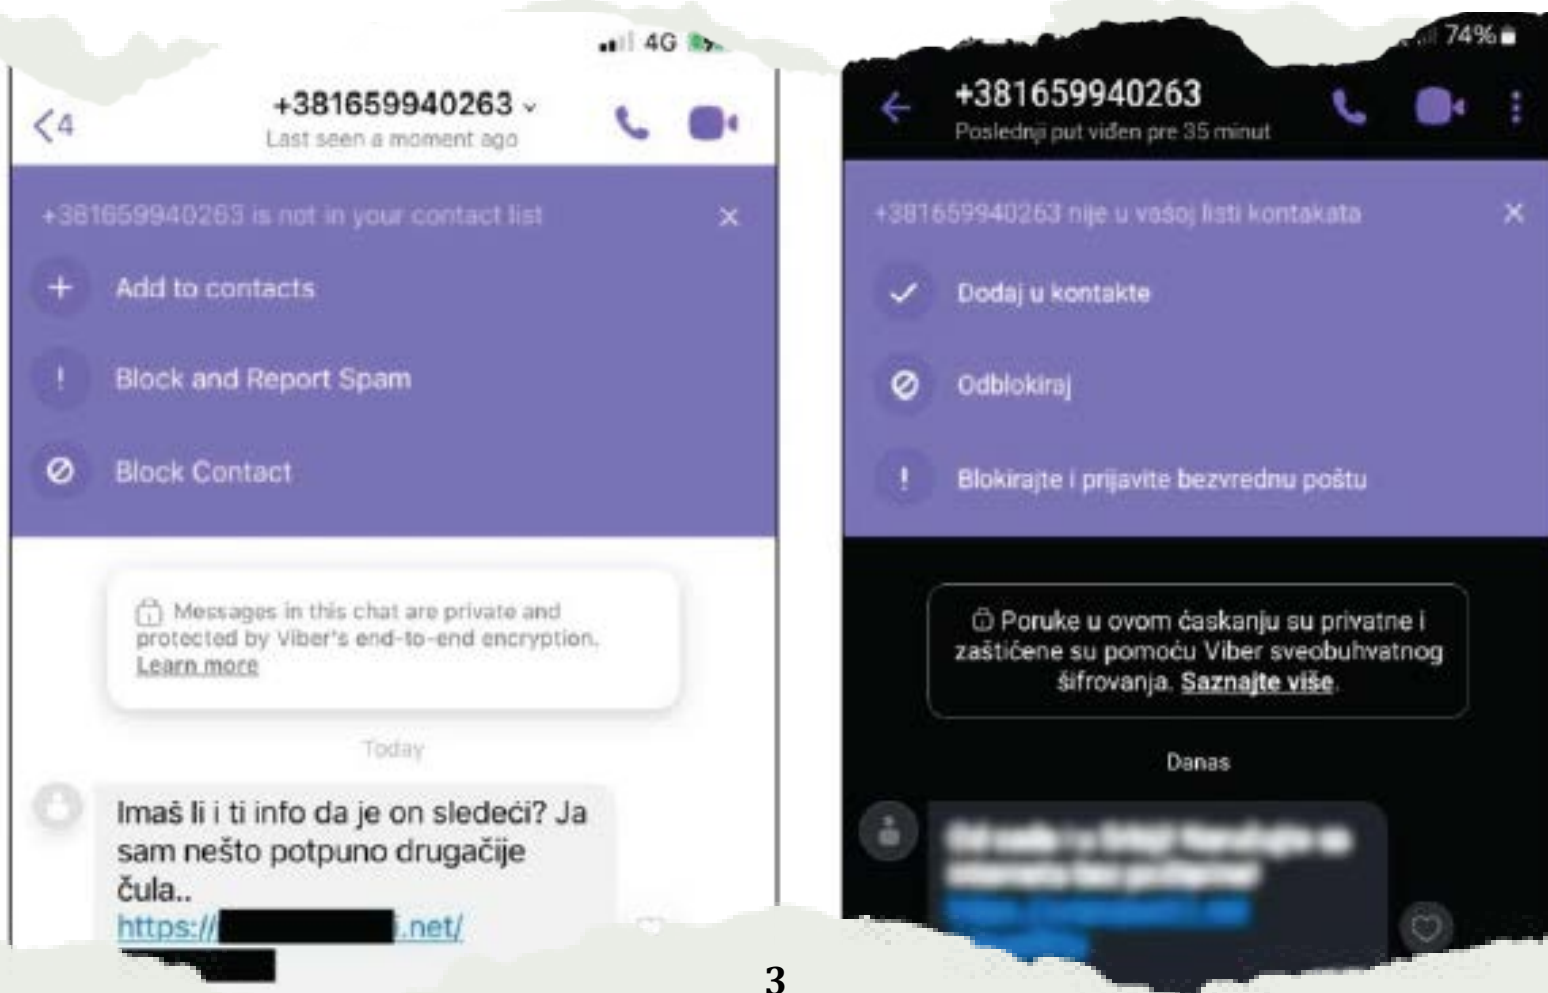 4G
4
+381659940263
Last seen a moment ago
+381659940263 is not in your contact list
Add to contacts
Block and Report Spam
Block Contact
Messages in this chat are private and
protected by Viber's end-to-end encryption.
Learn more
Today
Imaš li i ti info da je on sledeći? Ja
sam nešto potpuno drugačije
čula..
https://
.net/
74%
+381659940263
Poslednji put viđen pre 35 minut
+381659940263 nije u vašoj listi kontakata
Dodaj u kontakte
Odblokiraj
Blokirajte i prijavite bezvrednu poštu
Poruke u ovom ćaskanju su privatne i
zaštićene su pomoću Viber sveobuhvatnog
šifrovanja. Saznajte više.
Danas
3